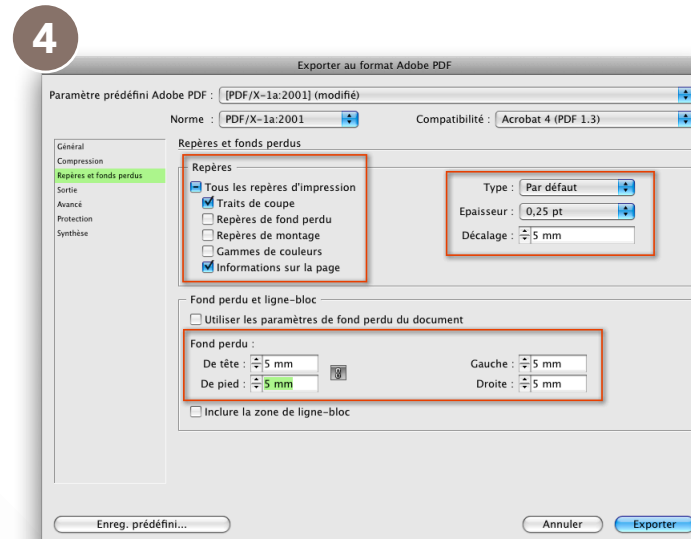 4
Exporter au format Adobe PDF
Paramètre prédéfini Adobe PDF : [PDF/X-1a:2001] (modifié)
Norme : PDF/X-1a:2001 Compatibilité : Acrobat 4 (PDF 1.3)
Général
Compression
Repères et fonds perdus
Sortie
Avancé
Protection
Synthèse
Repères et fonds perdus
Repères
Tous les repères d'impression
Traits de coupe
Repères de fond perdu
Repères de montage
Gammes de couleurs
Informations sur la page
Type : Par défaut
Epaisseur : 0,25 pt
Décalage : 5 mm
Fond perdu et ligne-bloc
Utiliser les paramètres de fond perdu du document
Fond perdu :
De tête : 5 mm Gauche : 5 mm
De pied : 5 mm Droite : 5 mm
Inclure la zone de ligne-bloc
Enreg. prédéfini... Annuler Exporter